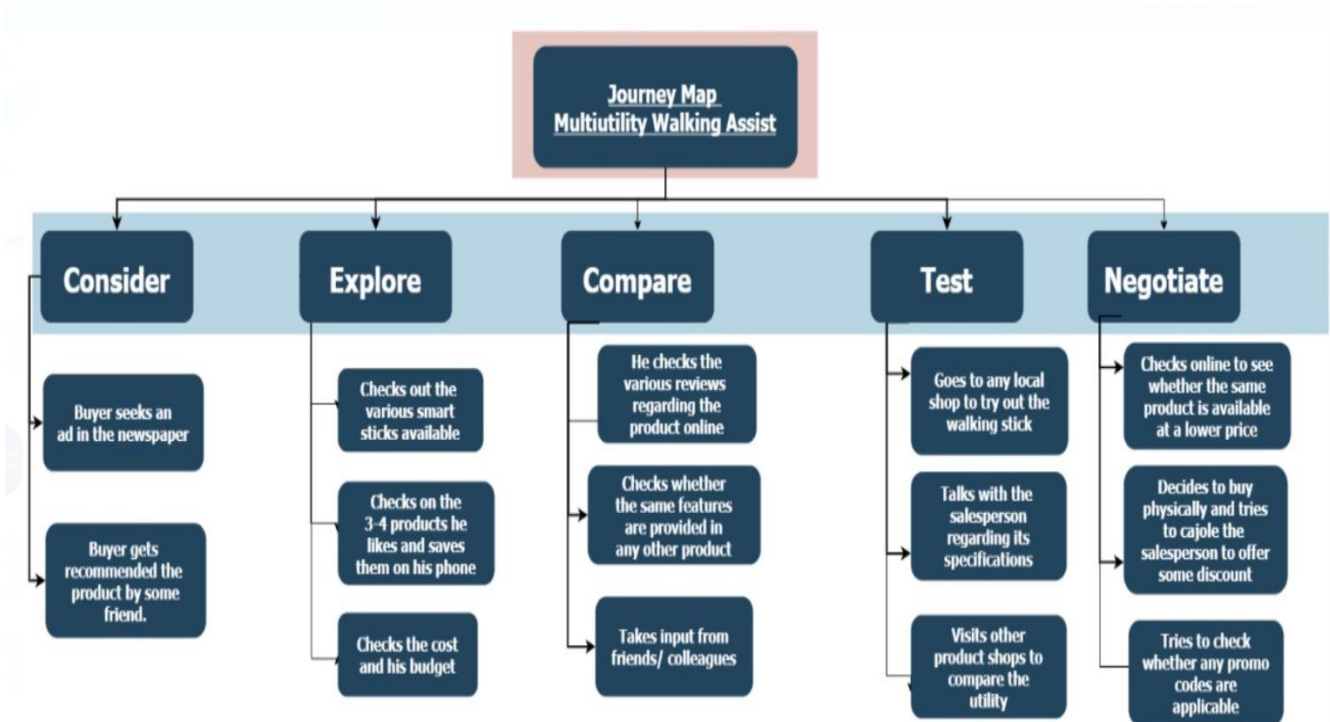 Journey Map
Multiutility Walking Assist
Consider
Explore
Compare
Test
Negotiate
Buyer seeks an
ad in the newspaper
Buyer gets
recommended the
product by some
friend.
Checks out the
various smart
sticks available
Checks on the
3-4 products he
likes and saves
them on his phone
Checks the cost
and his budget
He checks the
various reviews
regarding the
product online
Checks whether
the same features
are provided in
any other product
Takes input from
friends/ colleagues
Goes to any local
shop to try out the
walking stick
Talks with the
salesperson
regarding its
specifications
Visits other
product shops to
compare the
utility
Checks online to see
whether the same
product is available
at a lower price
Decides to buy
physically and tries
to cajole the
salesperson to offer
some discount
Tries to check
whether any promo
codes are
applicable